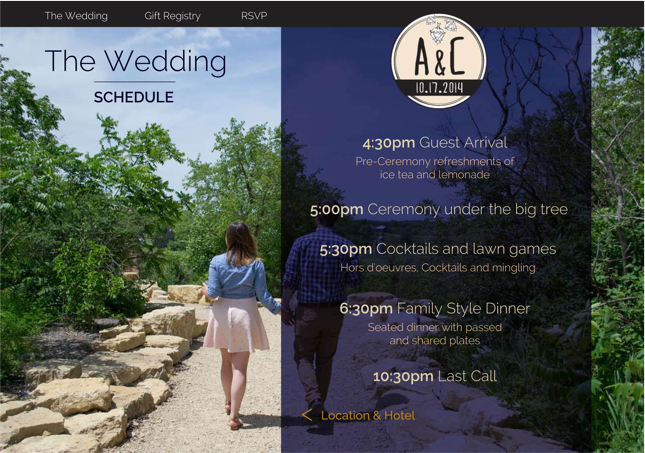 The Wedding
Gift Registry
RSVP
A&C
10.17.2014
The Wedding
SCHEDULE
4:30pm Guest Arrival
Pre-Ceremony refreshments of
ice tea and lemonade
5:00pm Ceremony under the big tree
5:30pm Cocktails and lawn games
Hors d'oeuvres, Cocktails and mingling
6:30pm Family Style Dinner
Seated dinner with passed
and shared plates
10:30pm Last Call
< Location & Hotel